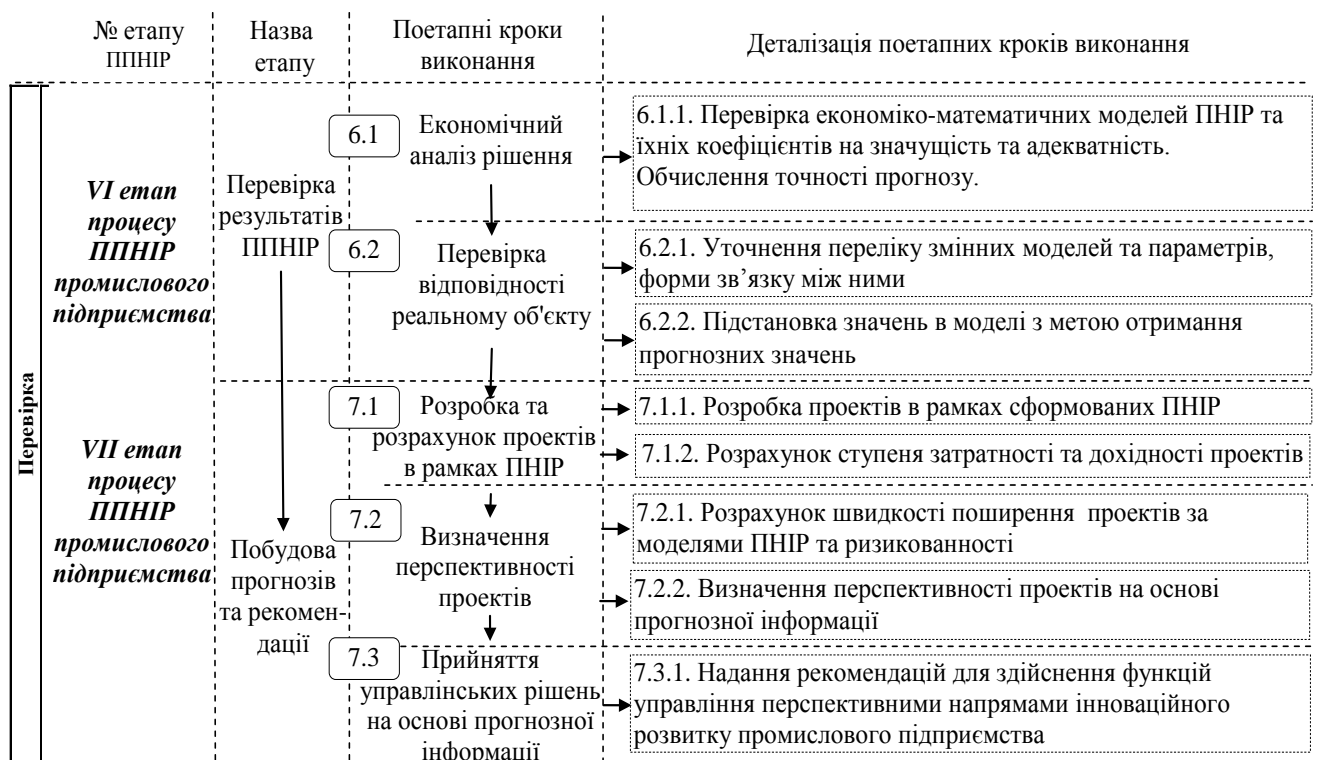 № етапу
ППНІР
Назва
етапу
Поетапні кроки
виконання
Деталізація поетапних кроків виконання
Перевірка
VI етап
процесу
ППНІР
промислового
підприємства
Перевірка
результатів
ППНІР
6.1
Економічний
аналіз рішення
6.1.1. Перевірка економіко-математичних моделей ПНІР та
їхніх коефіцієнтів на значущість та адекватність.
Обчислення точності прогнозу.
6.2
Перевірка
відповідності
реальному об'єкту
6.2.1. Уточнення переліку змінних моделей та параметрів,
форми зв’язку між ними
6.2.2. Підстановка значень в моделі з метою отримання
прогнозних значень
VII етап
процесу
ППНІР
промислового
підприємства
Побудова
прогнозів
та рекомен-
дації
7.1
Розробка та
розрахунок проектів
в рамках ПНІР
7.1.1. Розробка проектів в рамках сформованих ПНІР
7.1.2. Розрахунок ступеня затратності та дохідності проектів
7.2
Визначення
перспективності
проектів
7.2.1. Розрахунок швидкості поширення проектів за
моделями ПНІР та ризикованності
7.2.2. Визначення перспективності проектів на основі
прогнозної інформації
7.3
Прийняття
управлінських рішень
на основі прогнозної
інформації
7.3.1. Надання рекомендацій для здійснення функцій
управління перспективними напрямами інноваційного
розвитку промислового підприємства